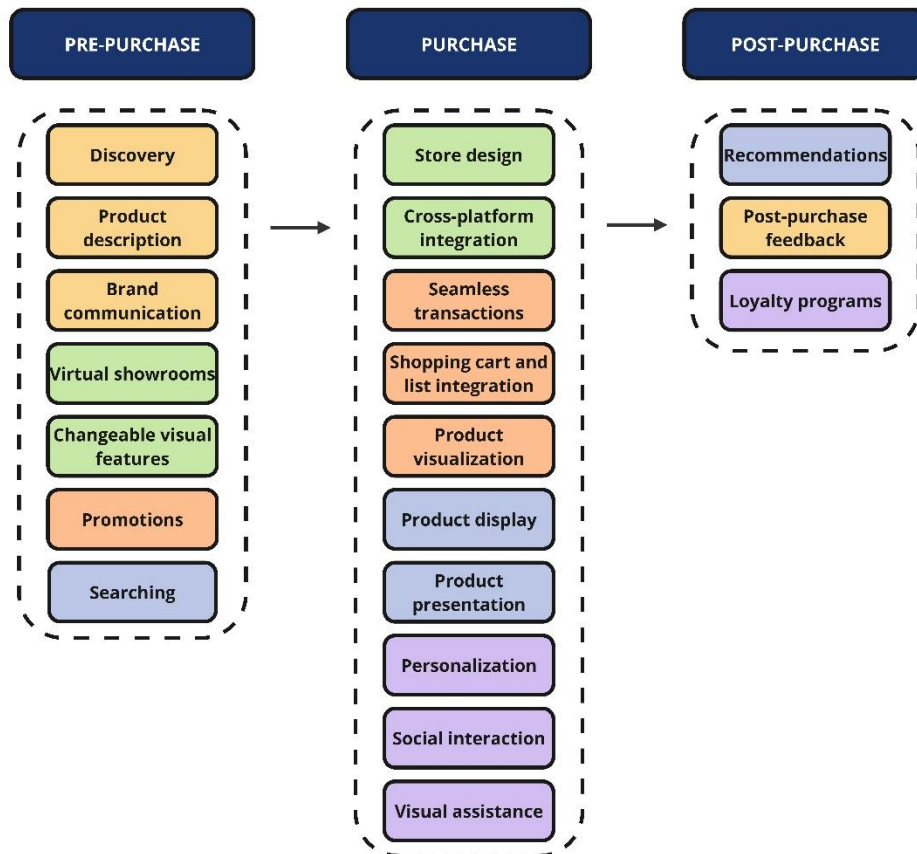 PRE-PURCHASE
Discovery
Product
description
Brand
communication
Virtual showrooms
Changeable visual
features
Promotions
Searching
PURCHASE
Store design
Cross-platform
integration
Seamless
transactions
Shopping cart and
list integration
Product
visualization
Product display
Product
presentation
Personalization
Social interaction
Visual assistance
POST-PURCHASE
Recommendations
Post-purchase
feedback
Loyalty programs